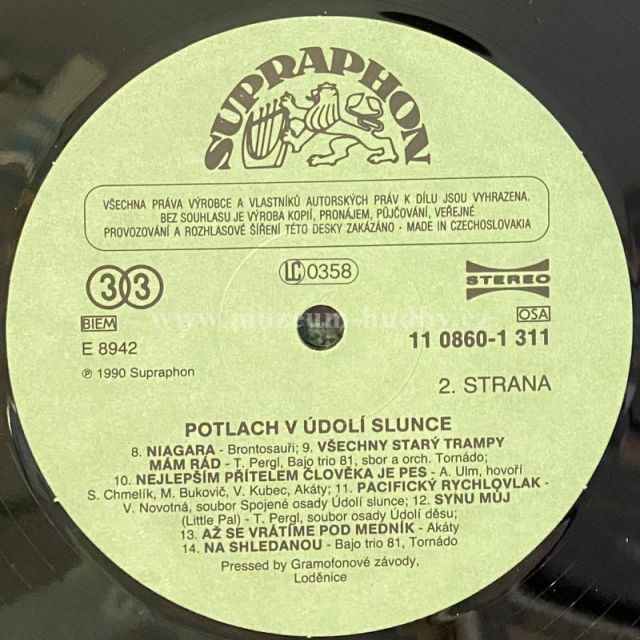 SUPRAPHON
VŠECHNA PRÁVA VÝROBCE A VLASTNÍKŮ AUTORSKÝCH PRÁV K DÍLU JSOU VYHRAZENA.
BEZ SOUHLASU JE VÝROBA KOPIÍ, PRONÁJEM, PŮJČOVÁNÍ, VEŘEJNÉ
PROVOZOVÁNÍ A ROZHLASOVÉ ŠÍŘENÍ TÉTO DESKY ZAKÁZÁNO · MADE IN CZECHOSLOVAKIA
33
LC 0358
STEREO
www.muzeum-hudby.cz
BIEM
OSA
E 8942
11 0860-1 311
℗ 1990 Supraphon
2. STRANA
POTLACH V ÚDOLÍ SLUNCE
8. NIAGARA - Brontosauři; 9. VŠECHNY STARÝ TRAMPY
MÁM RÁD - T. Pergl, Bajo trio 81, sbor a orch. Tornádo;
10. NEJLEPŠÍM PŘÍTELEM ČLOVĚKA JE PES - A. Ulm, hovoří
S. Chmelík, M. Bukovič, V. Kubec, Akáty; 11. PACIFICKÝ RYCHLOVLAK -
V. Novotná, soubor Spojené osady Údolí slunce; 12. SYNU MŮJ
(Little Pal) - T. Pergl, soubor osady Údolí děsu;
13. AŽ SE VRÁTÍME POD MEDNÍK - Akáty
14. NA SHLEDANOU - Bajo trio 81, Tornádo
Pressed by Gramofonové závody,
Loděnice